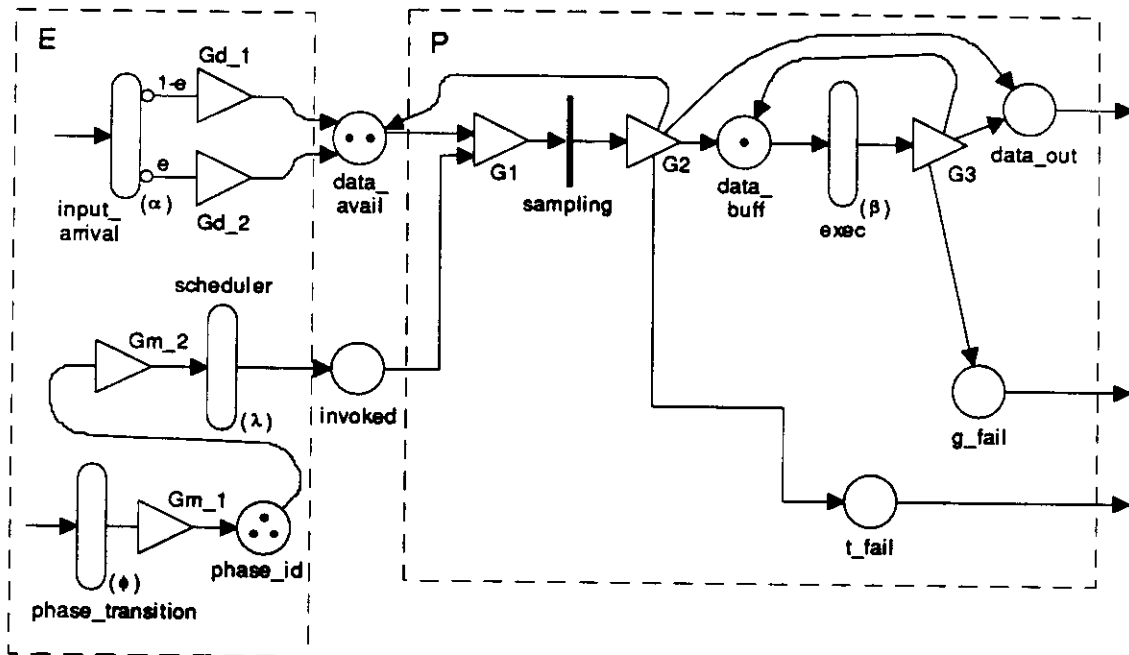 E
P
Gd_1
1-e
e
(α)
input_
arrival
Gd_2
data_
avail
G1
sampling
G2
data_
buff
(β)
exec
G3
data_out
scheduler
Gm_2
(λ)
invoked
g_fail
Gm_1
phase_id
(ϕ)
phase_transition
t_fail